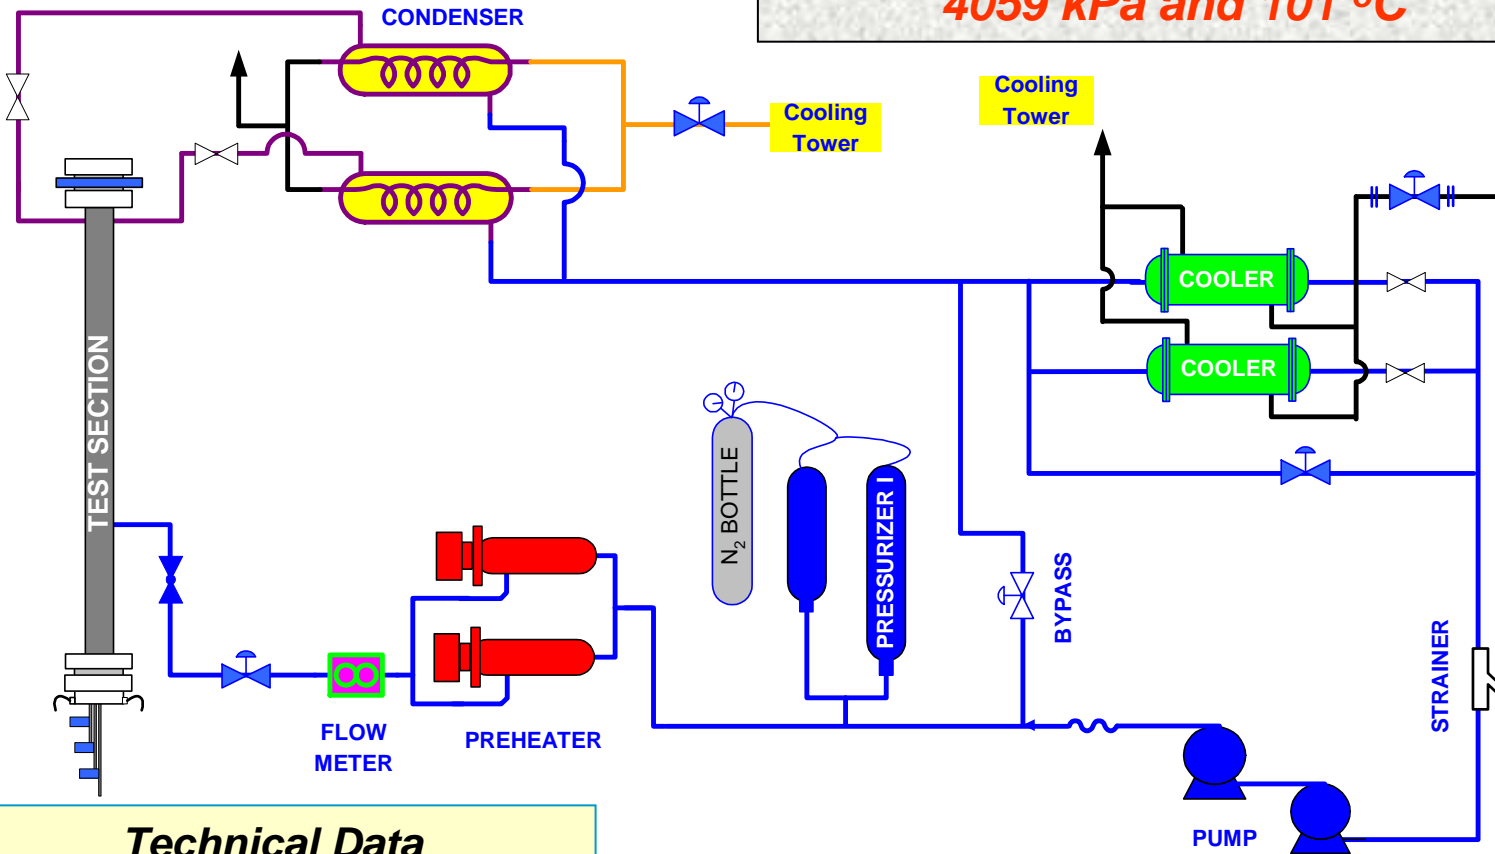 4059 kPa and 101 ºC
CONDENSER
Cooling
Tower
Cooling
Tower
COOLER
COOLER
TEST SECTION
N2 BOTTLE
PRESSURIZER I
BYPASS
STRAINER
FLOW
METER
PREHEATER
PUMP
Technical Data